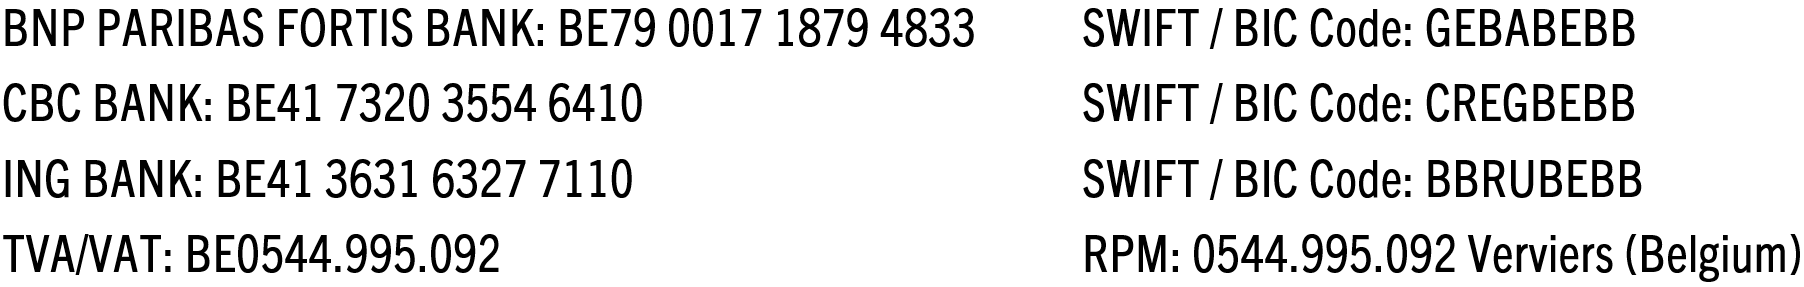 BNP PARIBAS FORTIS BANK: BE79 0017 1879 4833 SWIFT / BIC Code: GEBABEBB
CBC BANK: BE41 7320 3554 6410 SWIFT / BIC Code: CREGBEBB
ING BANK: BE41 3631 6327 7110 SWIFT / BIC Code: BBRUBEBB
TVA/VAT: BE0544.995.092 RPM: 0544.995.092 Verviers (Belgium)